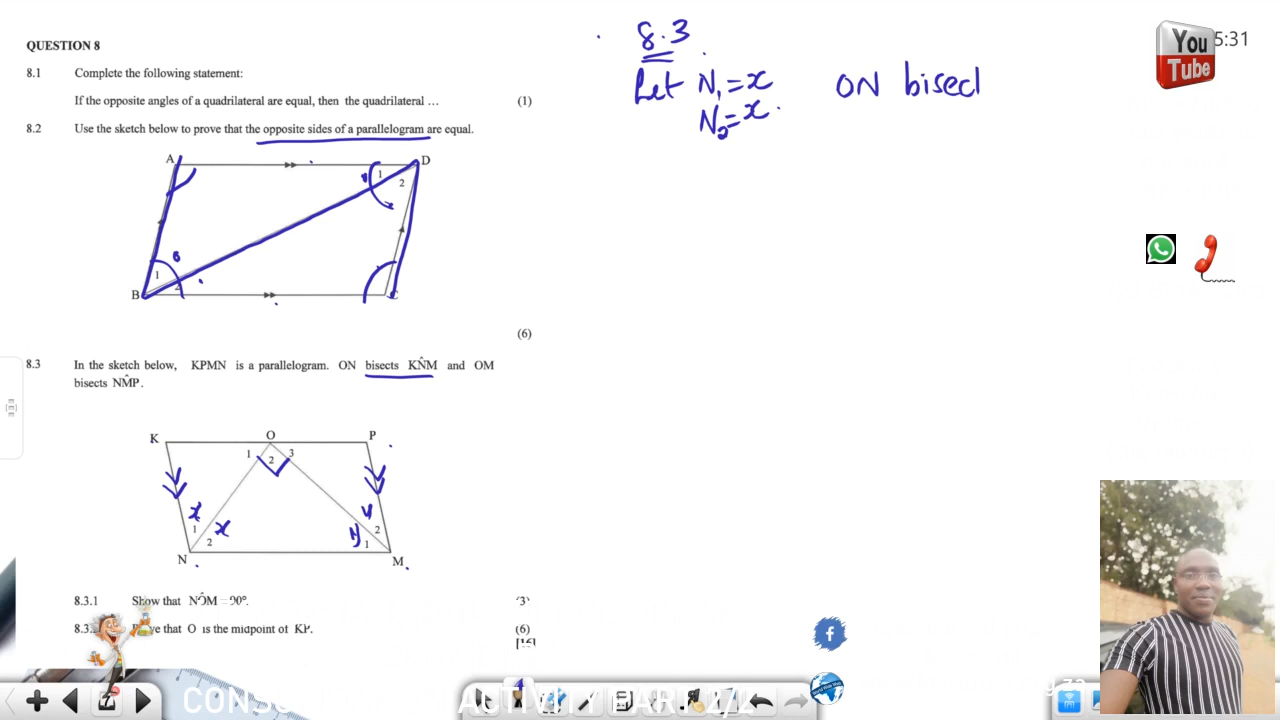 QUESTION 8
8.1 Complete the following statement:
If the opposite angles of a quadrilateral are equal, then the quadrilateral ... (1)
8.2 Use the sketch below to prove that the opposite sides of a parallelogram are equal.
A D
1
2
1
2
B C
(6)
8.3 In the sketch below, KPMN is a parallelogram. ON bisects KN̂M and OM
bisects NM̂P.
K O P
1 2 3
x x y y
1 2
2 1
N M
8.3.1 Show that NÔM = 90°. (3)
that O is the midpoint of KP. (6)
[16]
8.3
Let N₁ = x ON bisect
N₂ = x
You
Tube
5:31
ACTIVITY PART 2/2